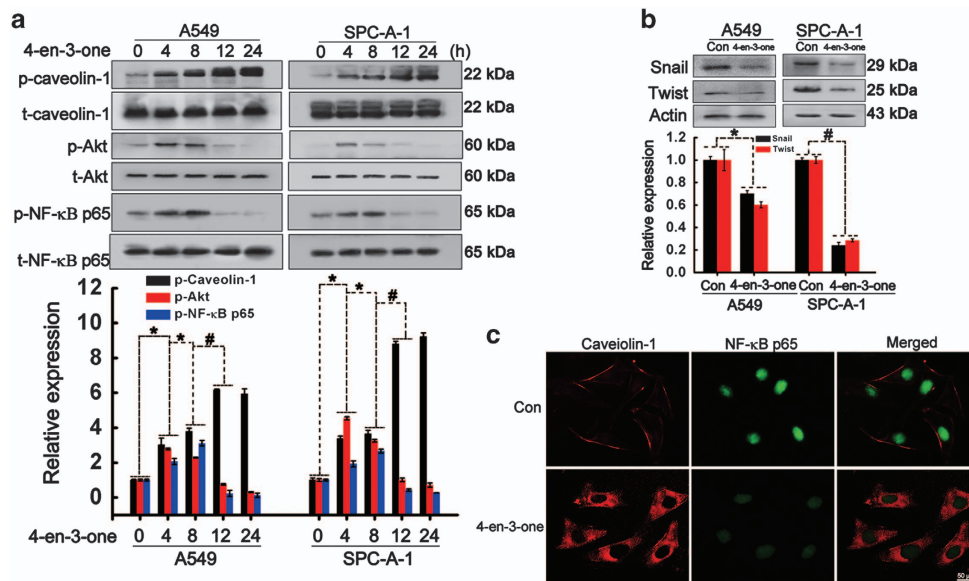 a
A549
SPC-A-1
4-en-3-one 0 4 8 12 24 0 4 8 12 24 (h)
p-caveolin-1 22 kDa
t-caveolin-1 22 kDa
p-Akt 60 kDa
t-Akt 60 kDa
p-NF-κB p65 65 kDa
t-NF-κB p65 65 kDa
Relative expression
12
10
8
6
4
2
0
p-Caveolin-1
p-Akt
p-NF-κB p65
* * #
* * #
4-en-3-one 0 4 8 12 24 0 4 8 12 24
A549 SPC-A-1
b
A549 SPC-A-1
Con 4-en-3-one Con 4-en-3-one
Snail 29 kDa
Twist 25 kDa
Actin 43 kDa
Relative expression
1.2
1.0
0.8
0.6
0.4
0.2
0.0
* #
Snail
Twist
Con 4-en-3-one Con 4-en-3-one
A549 SPC-A-1
c
Caveiolin-1 NF-κB p65 Merged
Con
4-en-3-one
50